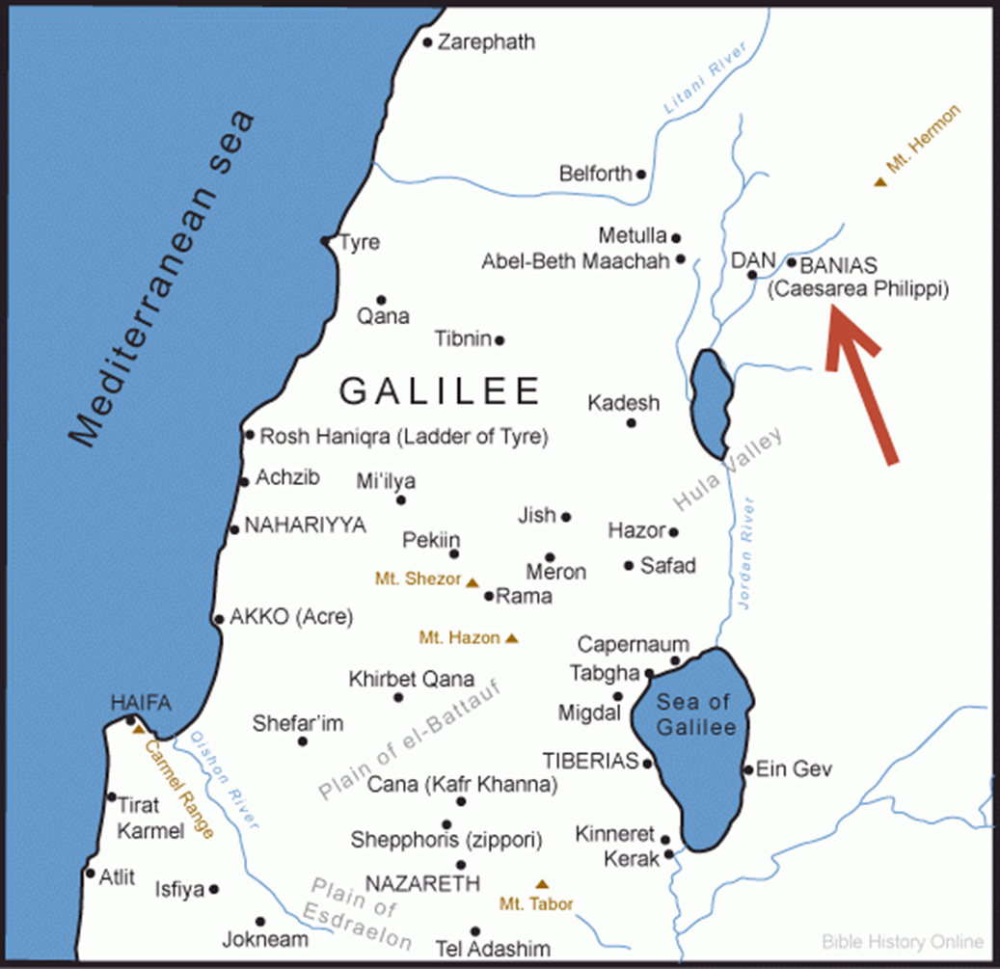 Zarephath
Litani River
Mt. Hermon
Mediterranean sea
Belforth
Metulla
Tyre
Abel-Beth Maachah
DAN
BANIAS
(Caesarea Philippi)
Qana
Tibnin
GALILEE
Kadesh
Rosh Haniqra (Ladder of Tyre)
Hula Valley
Achzib
Mi'ilya
Jish
NAHARIYYA
Hazor
Pekiin
Jordan River
Meron
Safad
Mt. Shezor
Rama
AKKO (Acre)
Mt. Hazon
Capernaum
Tabgha
Khirbet Qana
Migdal
Sea of
Galilee
HAIFA
Shefar'im
Plain of el-Battauf
Qishon River
Carmel Range
TIBERIAS
Ein Gev
Cana (Kafr Khanna)
Tirat
Karmel
Shepphoris (zippori)
Kinneret
Kerak
Atlit
Isfiya
NAZARETH
Plain of
Esdraelon
Mt. Tabor
Jokneam
Tel Adashim
Bible History Online